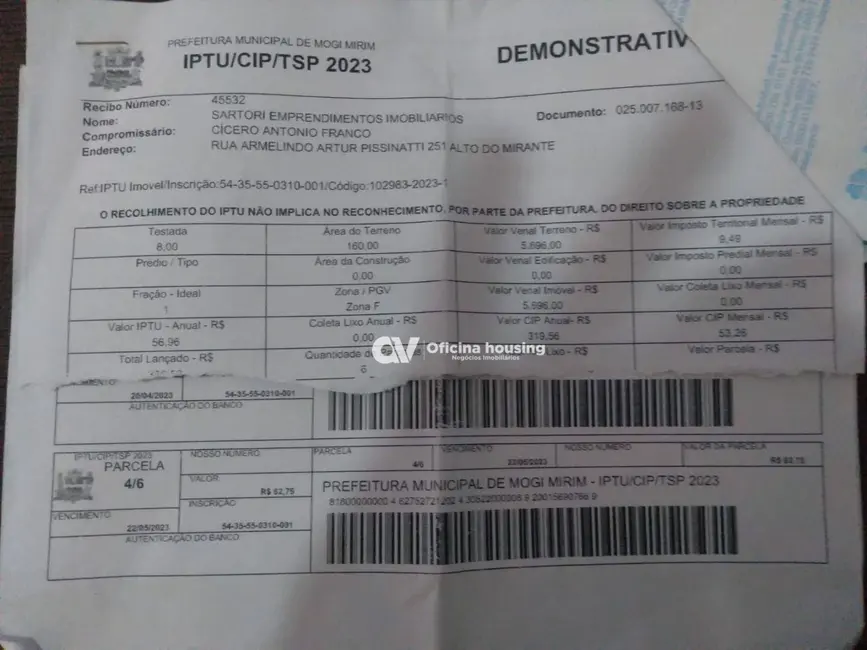 PREFEITURA MUNICIPAL DE MOGI MIRIM
IPTU/CIP/TSP 2023
DEMONSTRATIV
Recibo Número: 45532
Nome: SARTORI EMPRENDIMENTOS IMOBILIARIOS
Documento: 025.007.168-13
Compromissário: CÍCERO ANTONIO FRANCO
Endereço: RUA ARMELINDO ARTUR PISSINATTI 251 ALTO DO MIRANTE
Ref:IPTU Imovel/Inscrição:54-35-55-0310-001/Código:102983-2023-1
O RECOLHIMENTO DO IPTU NÃO IMPLICA NO RECONHECIMENTO, POR PARTE DA PREFEITURA, DO DIREITO SOBRE A PROPRIEDADE
Testada Área do Terreno Valor Venal Terreno - R$ Valor Imposto Territorial Mensal - R$
8,00 160,00 5.696,00 9,49
Prédio / Tipo Área da Construção Valor Venal Edificação - R$ Valor Imposto Predial Mensal - R$
0,00 0,00 0,00
Fração - Ideal Zona / PGV Valor Venal Imóvel - R$ Valor Coleta Lixo Mensal - R$
1 Zona F 5.696,00 0,00
Valor IPTU - Anual - R$ Coleta Lixo Anual - R$ Valor CIP Anual - R$ Valor CIP Mensal - R$
56,96 0,00 319,56 53,26
Total Lançado - R$ Quantidade de Lixo - R$ Valor Parcela - R$
6
Oficina housing
Negócios Imobiliários
VENCIMENTO
20/04/2023 54-35-55-0310-001
AUTENTICAÇÃO DO BANCO
IPTU/CIP/TSP 2023 NOSSO NÚMERO PARCELA VENCIMENTO NOSSO NÚMERO VALOR DA PARCELA
PARCELA 4/6 22/05/2023 R$ 62,75
4/6 VALOR
R$ 62,75
PREFEITURA MUNICIPAL DE MOGI MIRIM - IPTU/CIP/TSP 2023
INSCRIÇÃO
VENCIMENTO
22/05/2023 54-35-55-0310-001
AUTENTICAÇÃO DO BANCO